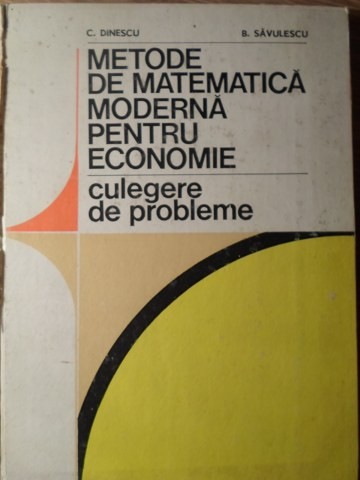 C. DINESCU B. SĂVULESCU
METODE
DE MATEMATICĂ
MODERNĂ
PENTRU
ECONOMIE
culegere
de probleme